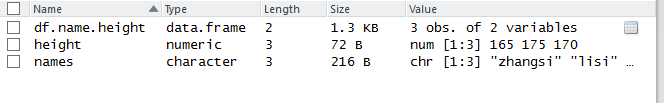 Name Type Length Size Value
df.name.height data.frame 2 1.3 KB 3 obs. of 2 variables
height numeric 3 72 B num [1:3] 165 175 170
names character 3 216 B chr [1:3] "zhangsi" "lisi" …